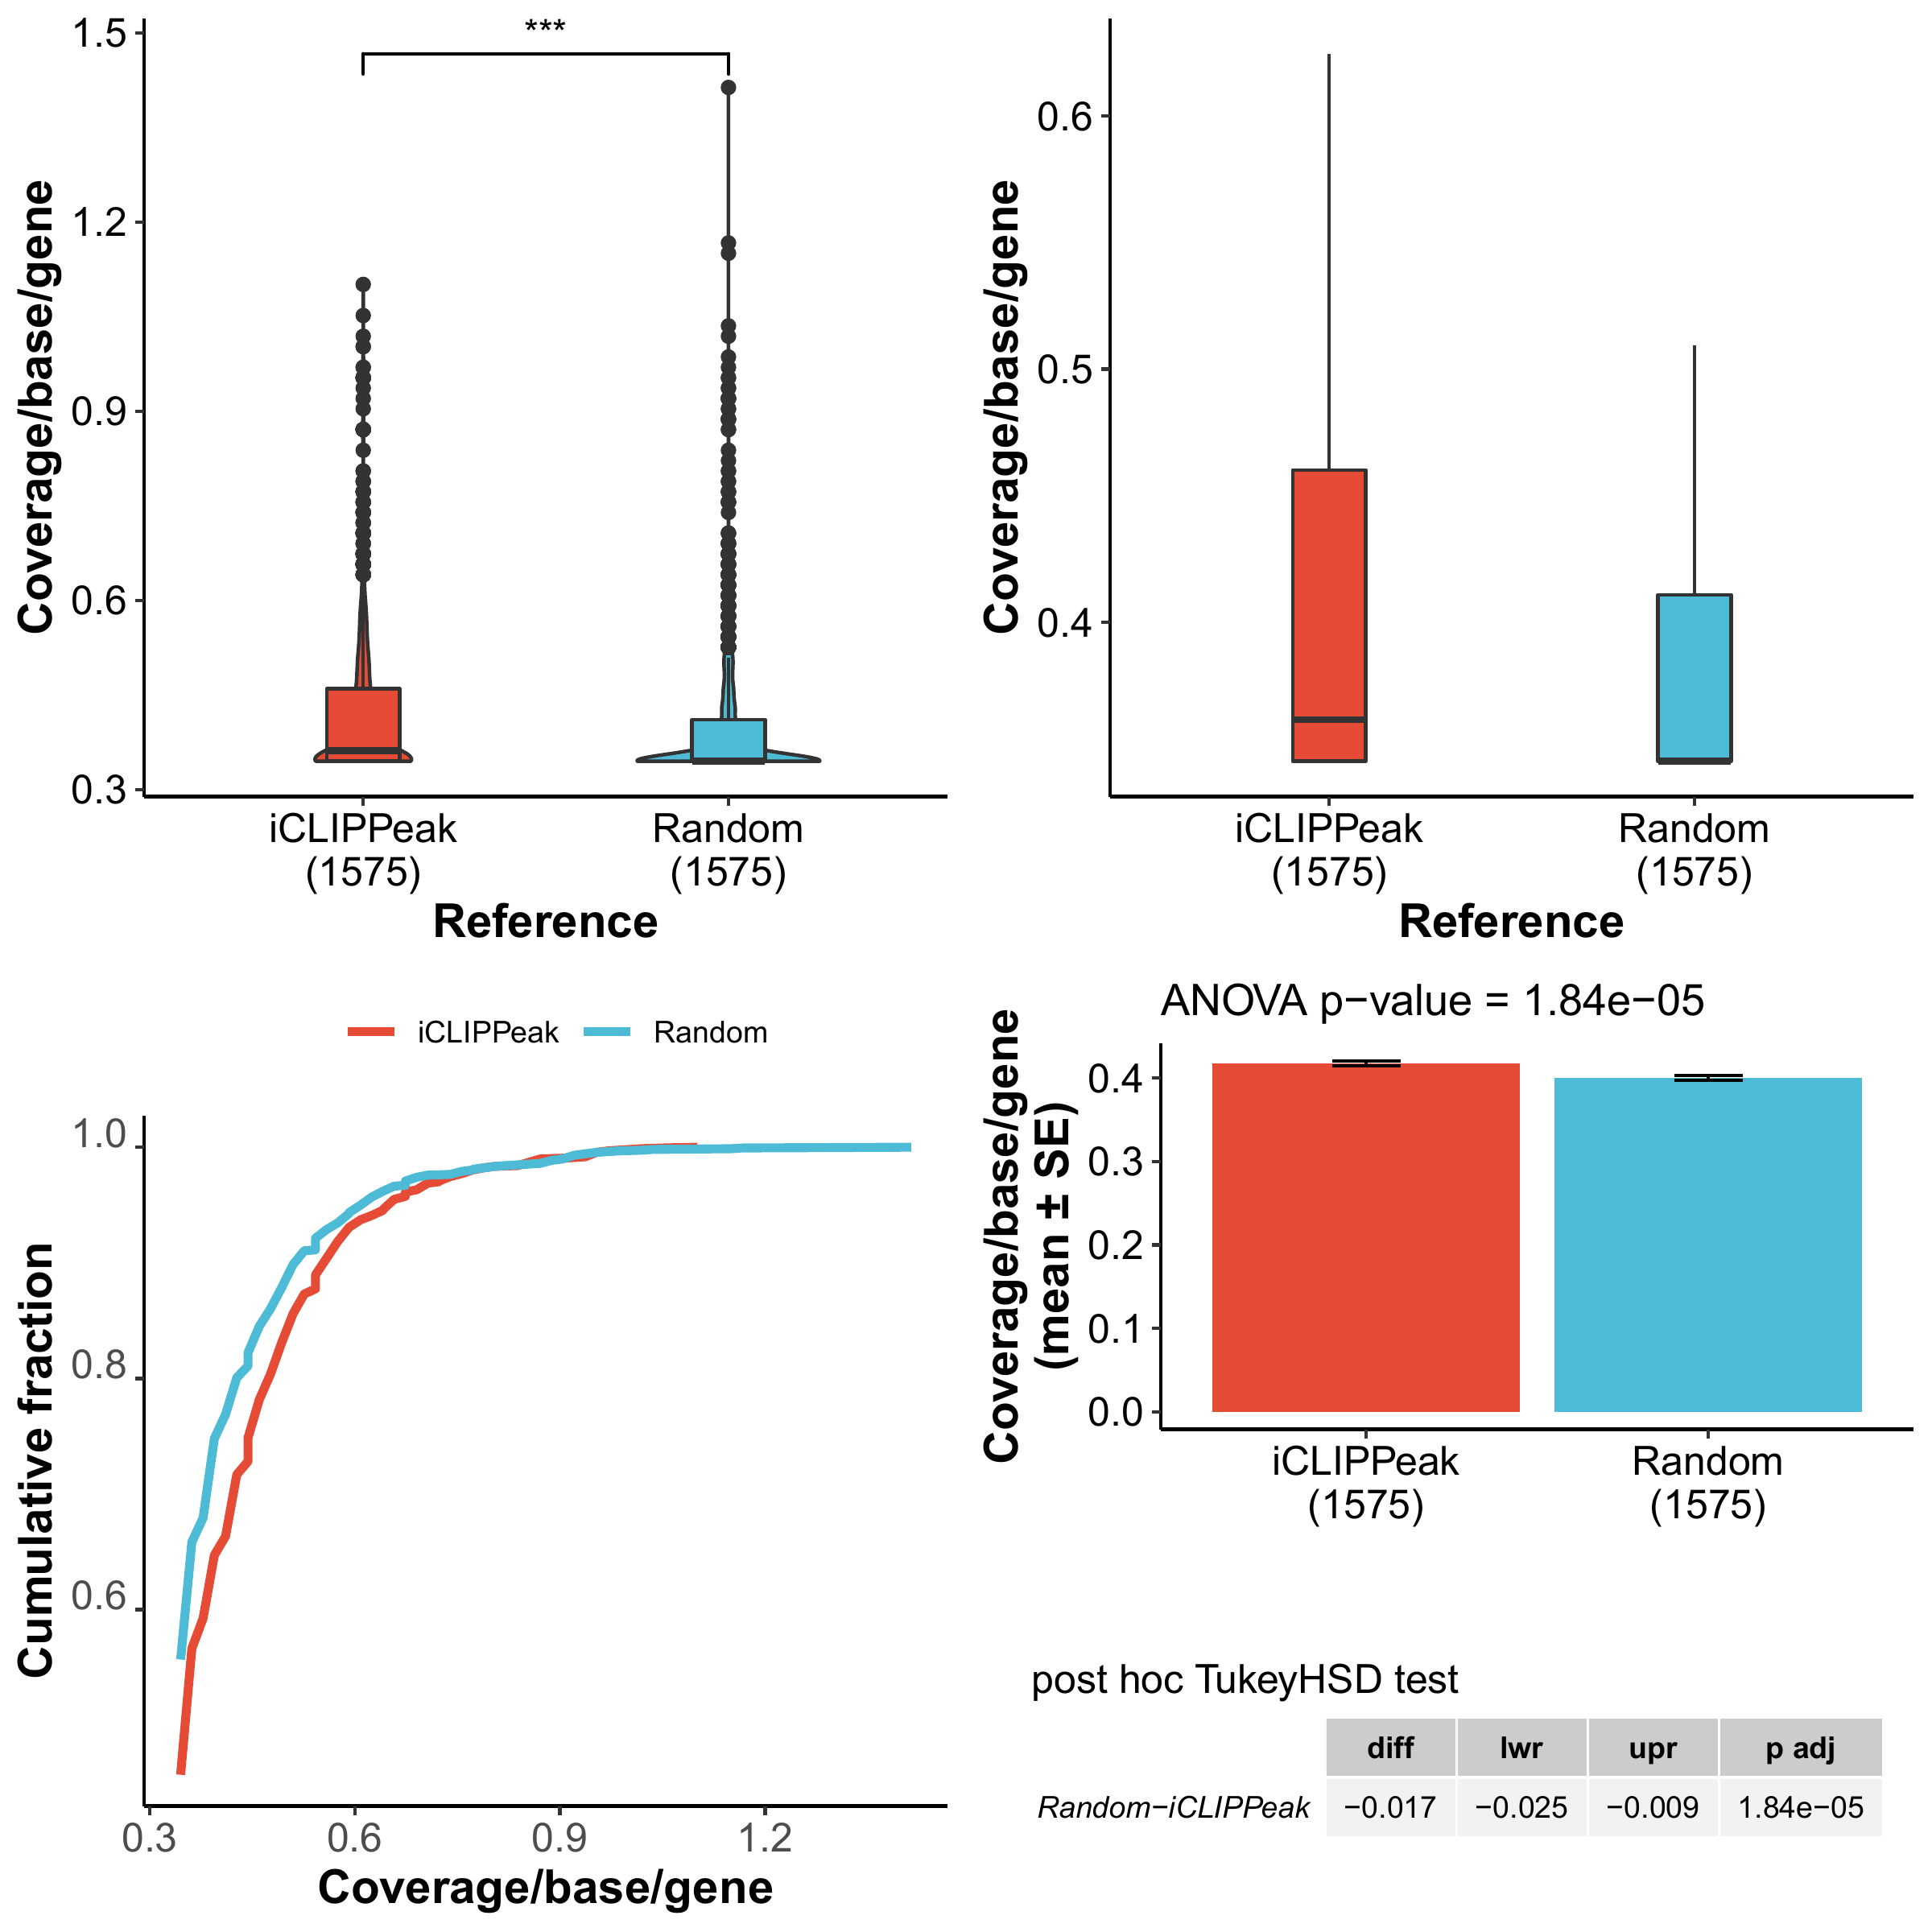 ***
Coverage/base/gene
1.5
1.2
0.9
0.6
0.3
iCLIPPeak
(1575)
Random
(1575)
Reference
Coverage/base/gene
0.6
0.5
0.4
iCLIPPeak
(1575)
Random
(1575)
Reference
iCLIPPeak Random
Cumulative fraction
1.0
0.8
0.6
0.3 0.6 0.9 1.2
Coverage/base/gene
ANOVA p−value = 1.84e−05
Coverage/base/gene
(mean ± SE)
0.4
0.3
0.2
0.1
0.0
iCLIPPeak
(1575)
Random
(1575)
post hoc TukeyHSD test
diff lwr upr p adj
Random−iCLIPPeak −0.017 −0.025 −0.009 1.84e−05